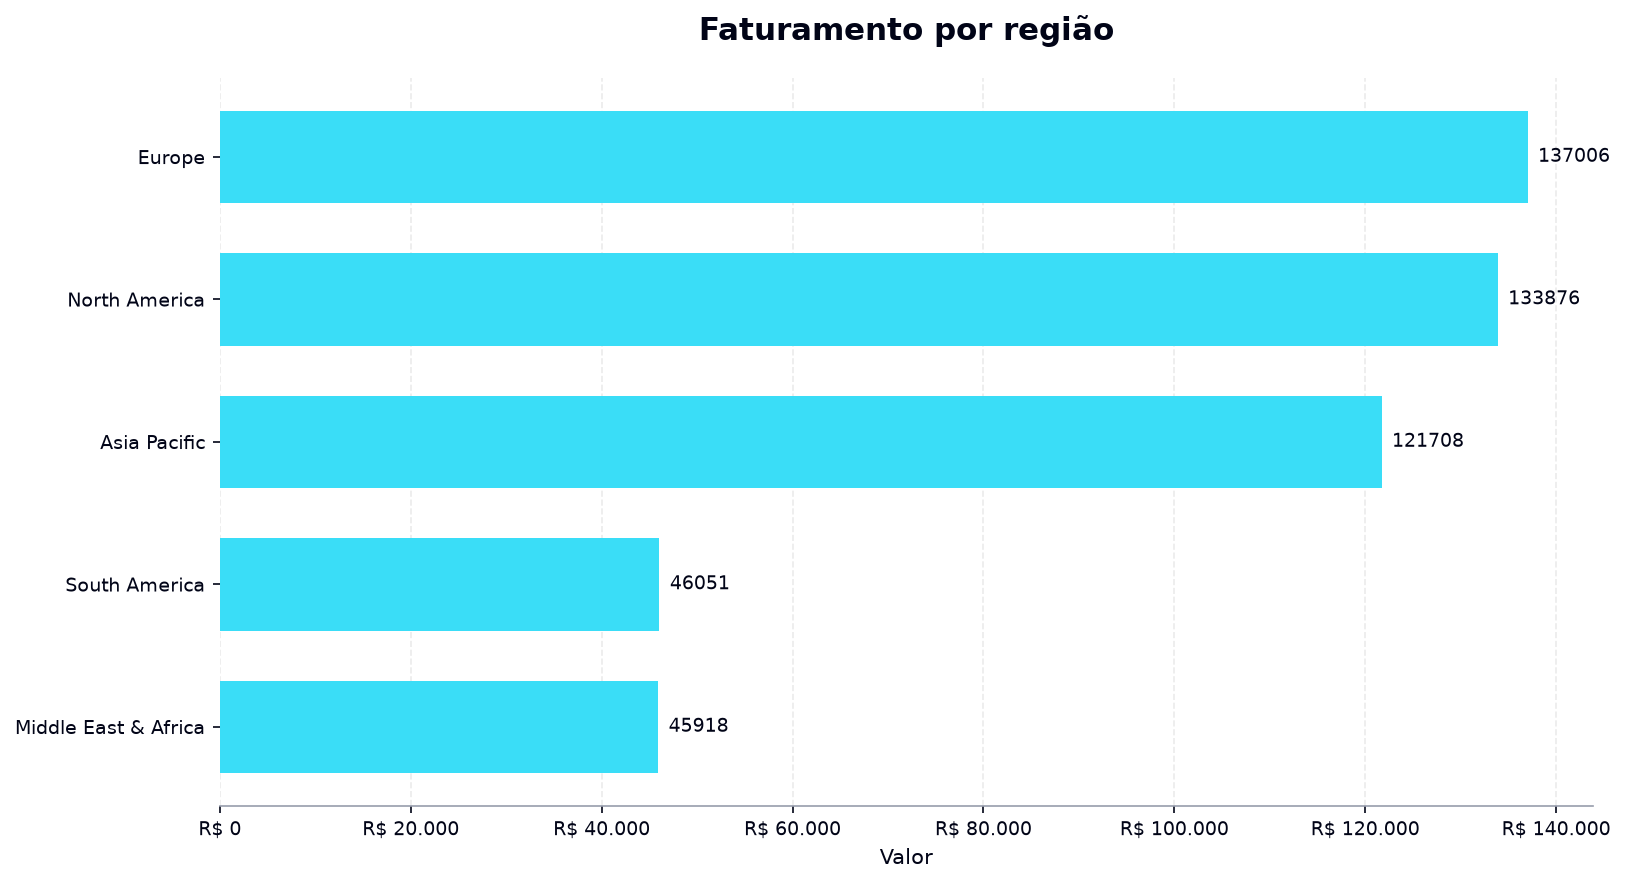 Faturamento por região
Europe
137006
North America
133876
Asia Pacific
121708
South America
46051
Middle East & Africa
45918
R$ 0
R$ 20.000
R$ 40.000
R$ 60.000
R$ 80.000
R$ 100.000
R$ 120.000
R$ 140.000
Valor